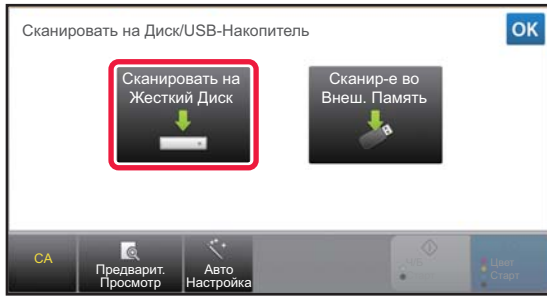 Сканировать на Диск/USB-Накопитель
OK
Сканировать на
Жесткий Диск
Сканир-е во
Внеш. Память
CA
Предварит.
Просмотр
Авто
Настройка
Ч/Б
Старт
Цвет
Старт